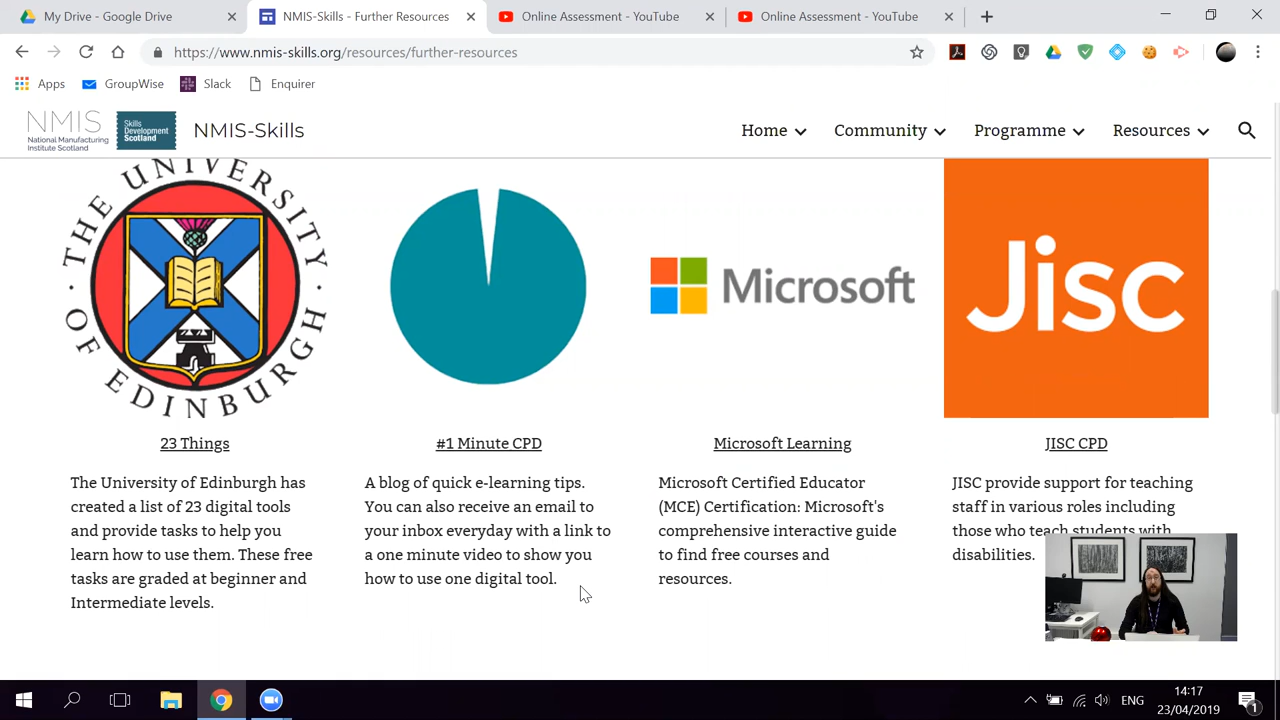 My Drive - Google Drive
NMIS-Skills - Further Resources
Online Assessment - YouTube
Online Assessment - YouTube
https://www.nmis-skills.org/resources/further-resources
Apps
GroupWise
Slack
Enquirer
NMIS
National Manufacturing
Institute Scotland
Skills
Development
Scotland
NMIS-Skills
Home
Community
Programme
Resources
THE UNIVERSITY
OF EDINBURGH
Microsoft
Jisc
23 Things
The University of Edinburgh has
created a list of 23 digital tools
and provide tasks to help you
learn how to use them. These free
tasks are graded at beginner and
Intermediate levels.
#1 Minute CPD
A blog of quick e-learning tips.
You can also receive an email to
your inbox everyday with a link to
a one minute video to show you
how to use one digital tool.
Microsoft Learning
Microsoft Certified Educator
(MCE) Certification: Microsoft's
comprehensive interactive guide
to find free courses and
resources.
JISC CPD
JISC provide support for teaching
staff in various roles including
those who teach students with
disabilities.
ENG
14:17
23/04/2019
1